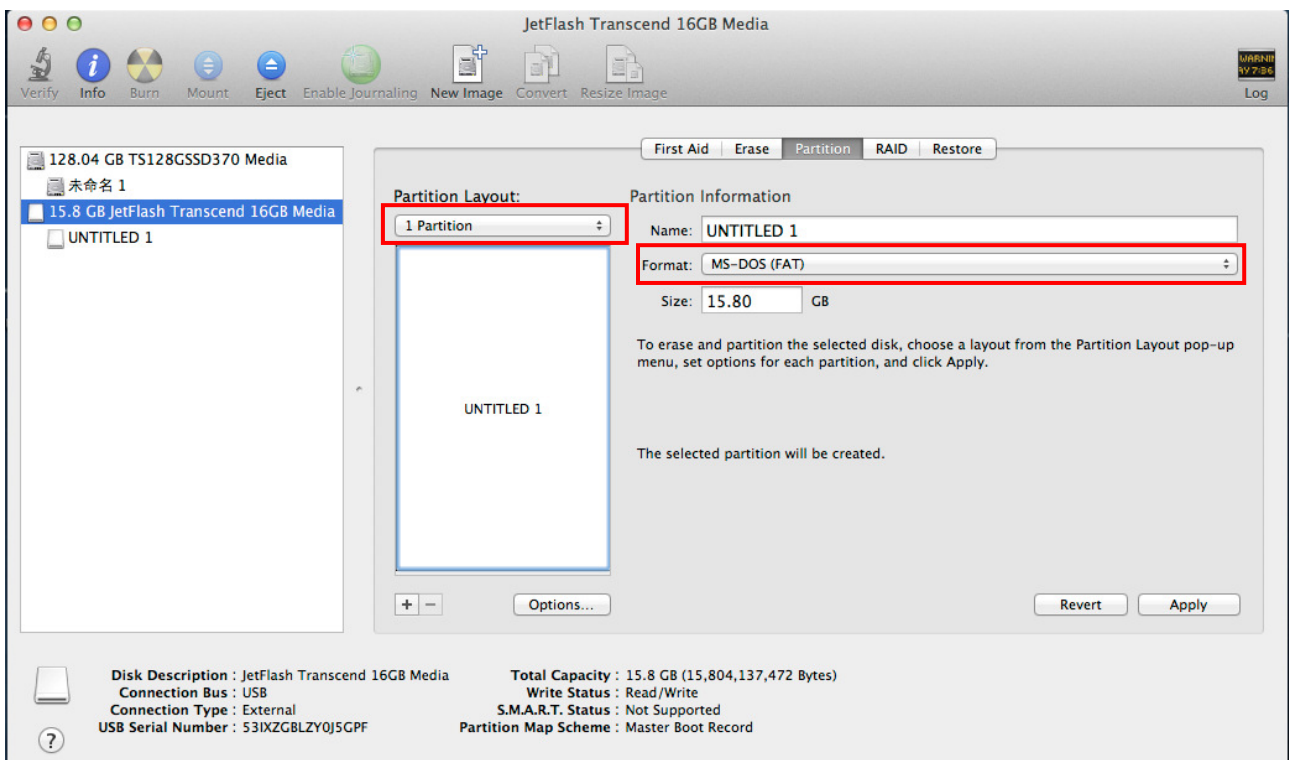 JetFlash Transcend 16GB Media
Verify Info Burn Mount Eject Enable Journaling New Image Convert Resize Image Log
WARNIN
AY 7:36
128.04 GB TS128GSSD370 Media
未命名 1
15.8 GB JetFlash Transcend 16GB Media
UNTITLED 1
First Aid Erase Partition RAID Restore
Partition Layout:
1 Partition
UNTITLED 1
+ − Options...
Partition Information
Name: UNTITLED 1
Format: MS-DOS (FAT)
Size: 15.80 GB
To erase and partition the selected disk, choose a layout from the Partition Layout pop-up
menu, set options for each partition, and click Apply.
The selected partition will be created.
Revert Apply
Disk Description : JetFlash Transcend 16GB Media
Connection Bus : USB
Connection Type : External
USB Serial Number : 53IXZGBLZY0J5GPF
Total Capacity : 15.8 GB (15,804,137,472 Bytes)
Write Status : Read/Write
S.M.A.R.T. Status : Not Supported
Partition Map Scheme : Master Boot Record
?